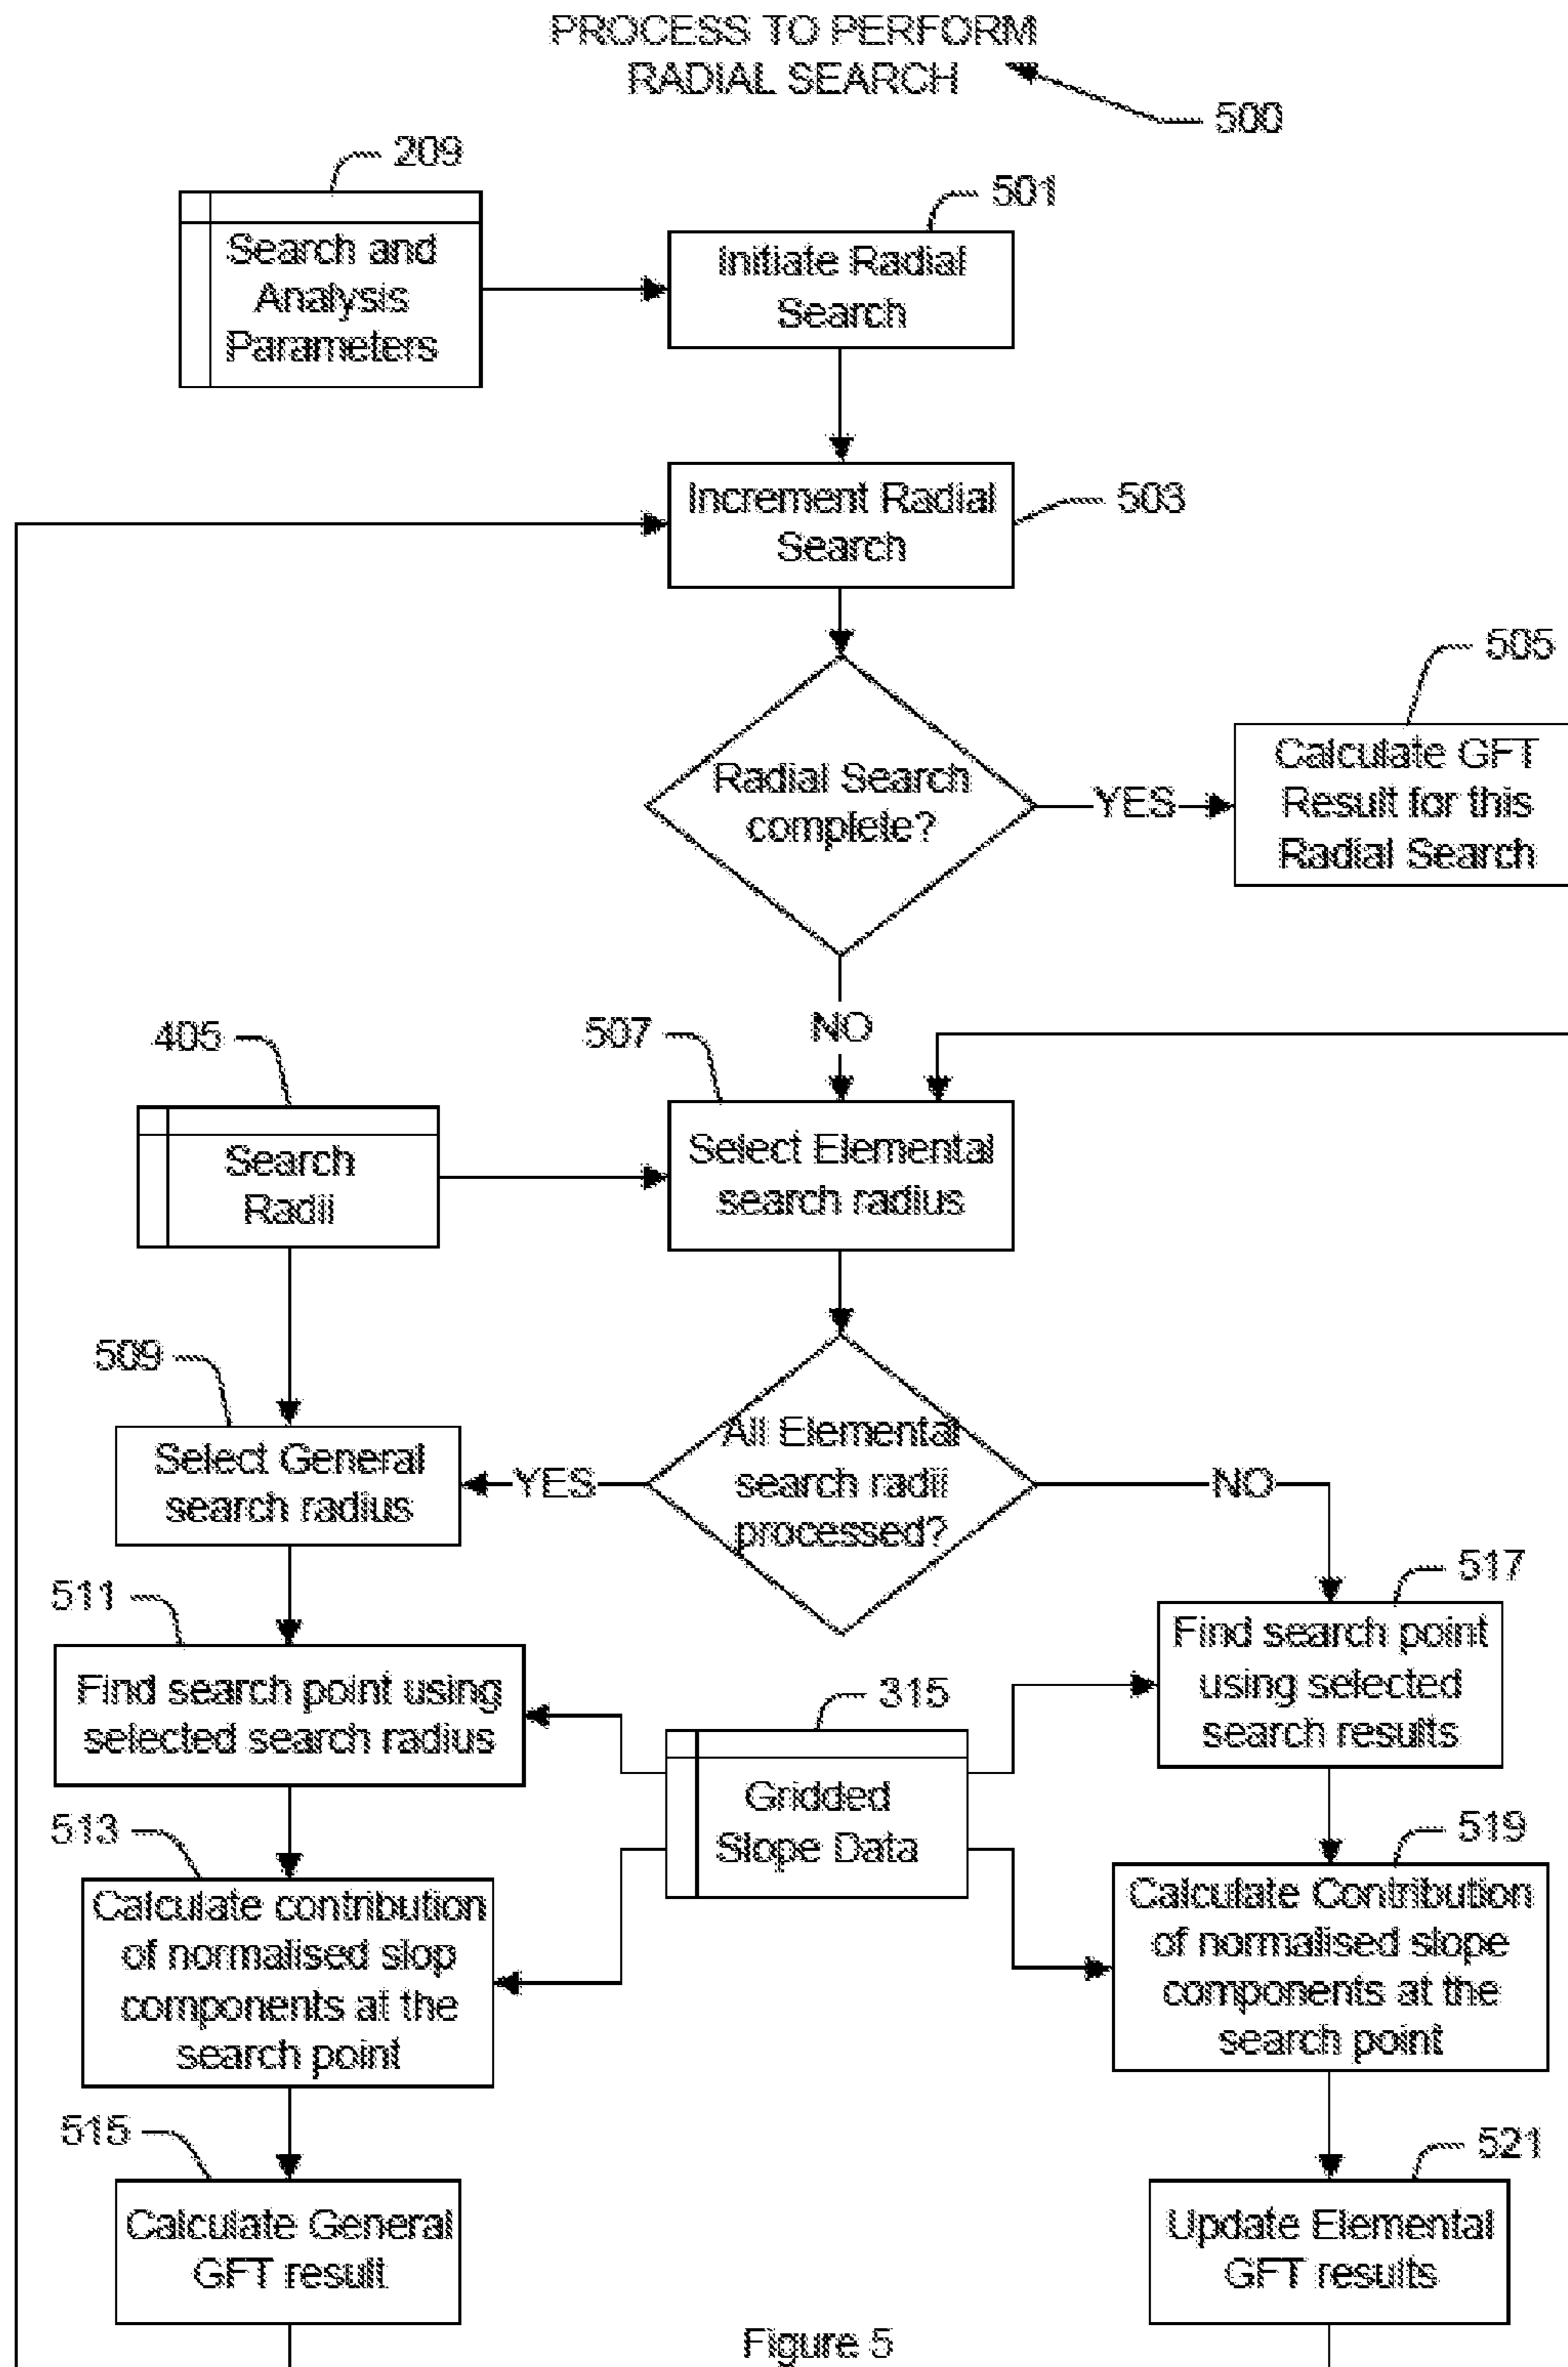 PROCESS TO PERFORM
RADIAL SEARCH
500
209
501
Search and
Analysis
Parameters
Initiate Radial
Search
Increment Radial
Search
503
505
Radial Search
complete?
YES
Calculate GFT
Result for this
Radial Search
NO
405
507
Search
Radii
Select Elemental
search radius
509
Select General
search radius
YES
All Elemental
search radii
processed?
NO
511
517
Find search point using
selected search radius
Find search point
using selected
search results
315
Gridded
Slope Data
513
519
Calculate contribution
of normalised slop
components at the
search point
Calculate Contribution
of normalised slope
components at the
search point
515
521
Calculate General
GFT result
Update Elemental
GFT results
Figure 5